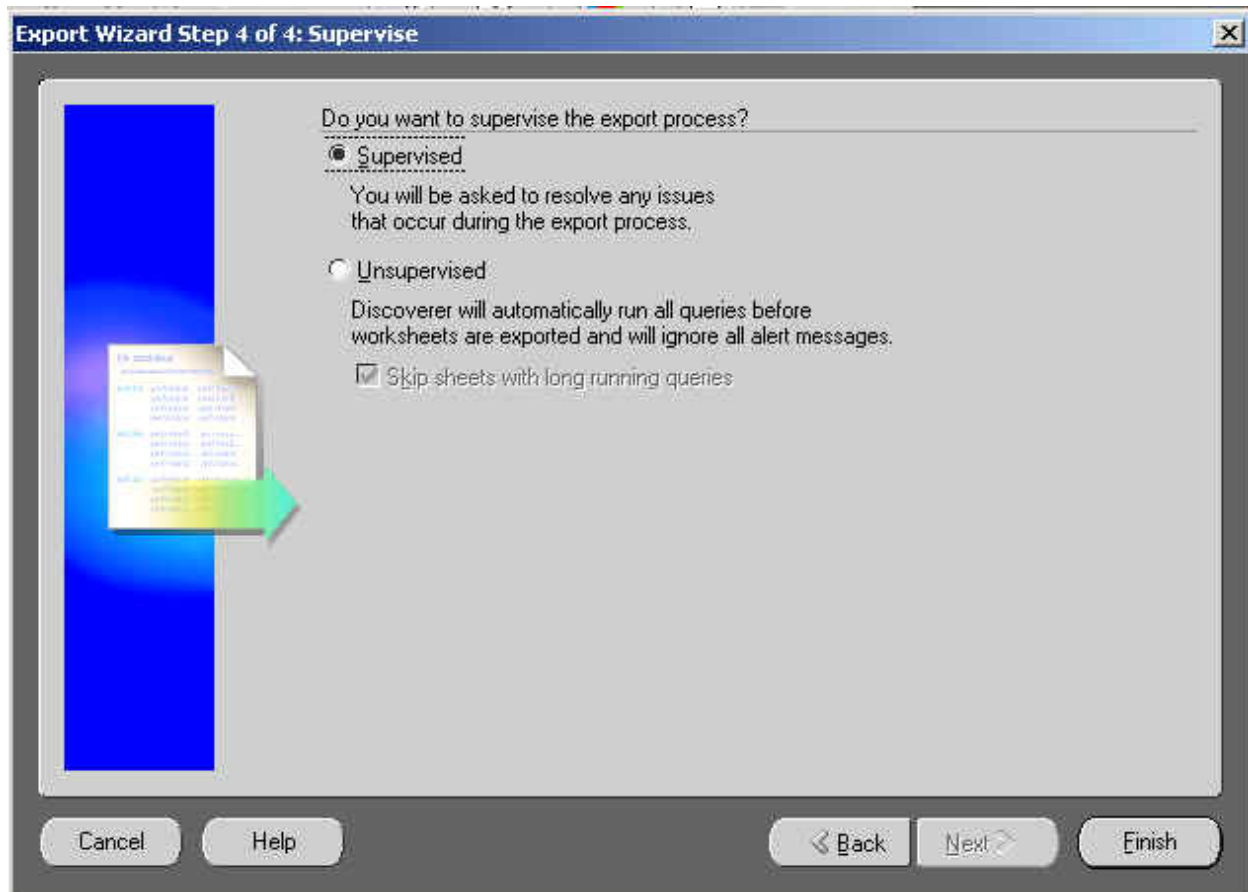 Export Wizard Step 4 of 4: Supervise
Do you want to supervise the export process?
Supervised
You will be asked to resolve any issues
that occur during the export process.
Unsupervised
Discoverer will automatically run all queries before
worksheets are exported and will ignore all alert messages.
Skip sheets with long running queries
Cancel
Help
Back
Next
Finish